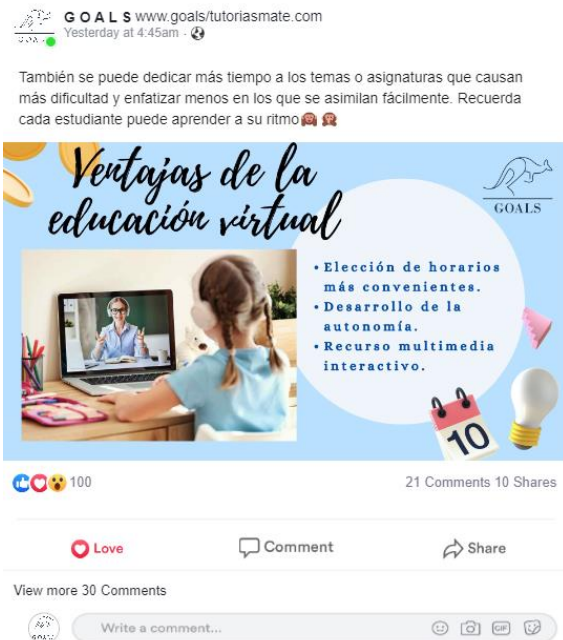 G O A L S www.goals/tutoriasmate.com
Yesterday at 4:45am ·
También se puede dedicar más tiempo a los temas o asignaturas que causan
más dificultad y enfatizar menos en los que se asimilan fácilmente. Recuerda
cada estudiante puede aprender a su ritmo
Ventajas de la
educación virtual
GOALS
• Elección de horarios
más convenientes.
• Desarrollo de la
autonomía.
• Recurso multimedia
interactivo.
10
100
21 Comments 10 Shares
Love
Comment
Share
View more 30 Comments
Write a comment...
GIF